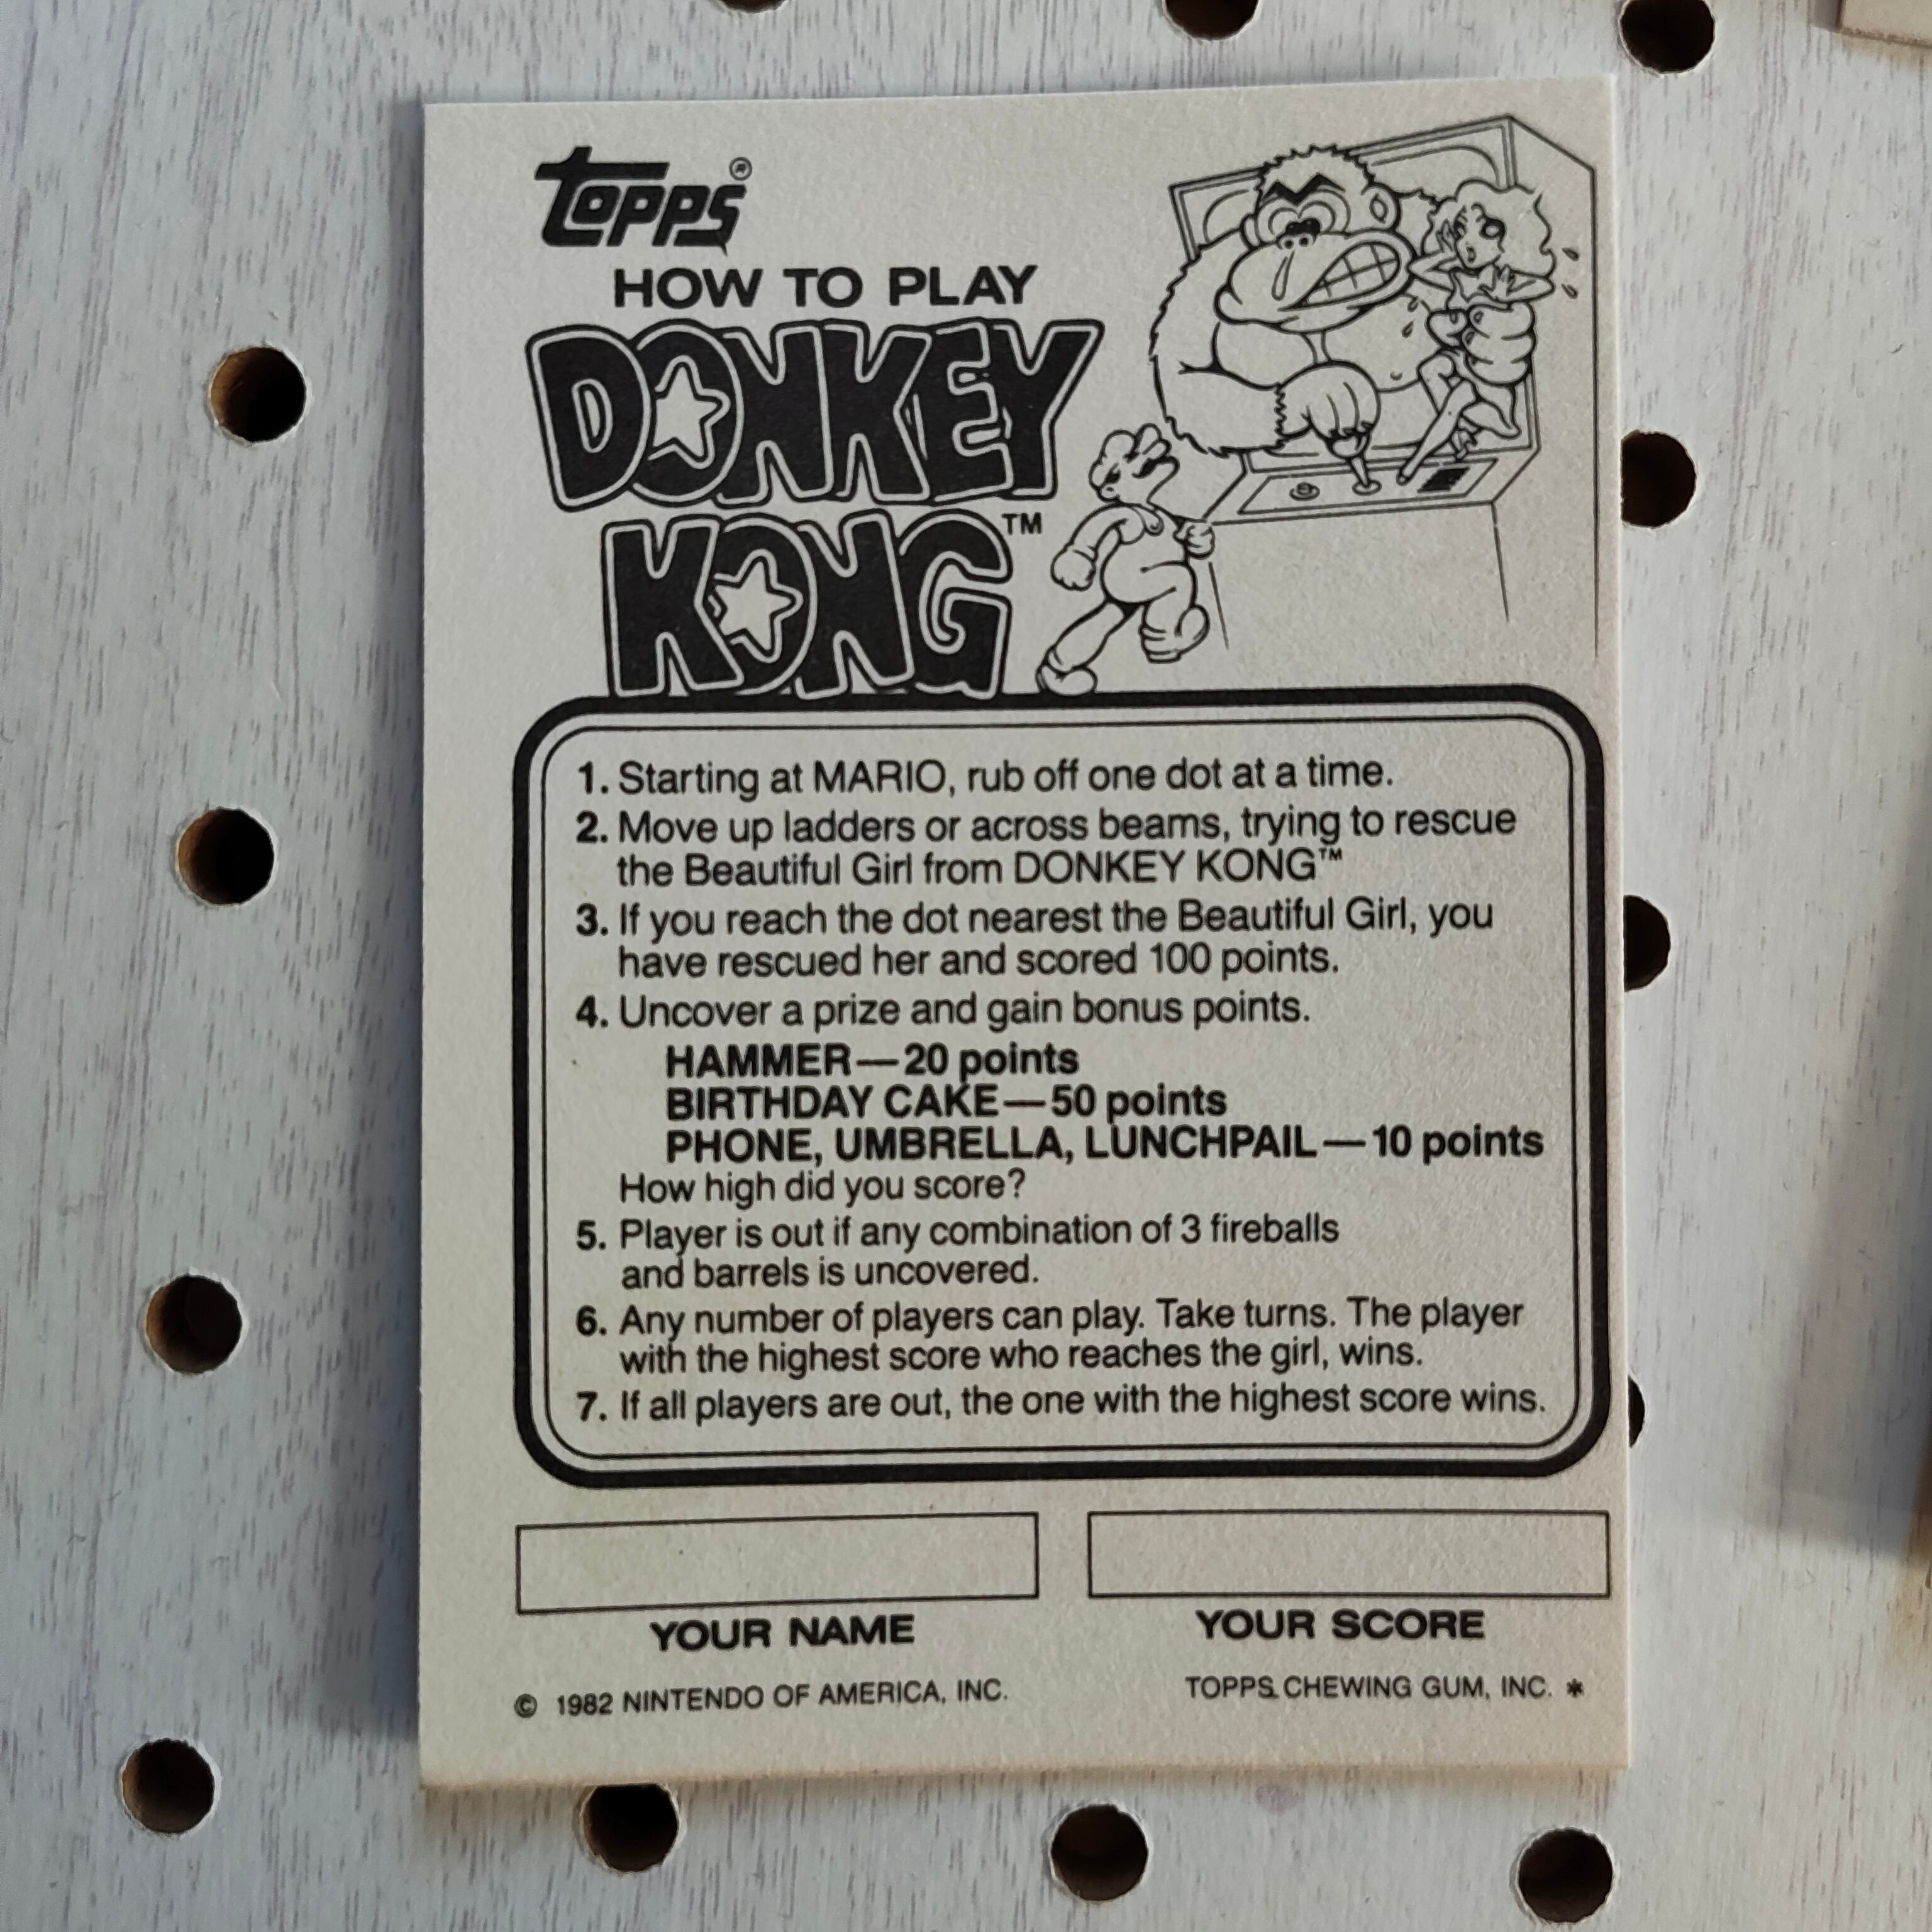 Topps®
HOW TO PLAY
DONKEY
KONG™
1. Starting at MARIO, rub off one dot at a time.
2. Move up ladders or across beams, trying to rescue
the Beautiful Girl from DONKEY KONG™
3. If you reach the dot nearest the Beautiful Girl, you
have rescued her and scored 100 points.
4. Uncover a prize and gain bonus points.
HAMMER—20 points
BIRTHDAY CAKE—50 points
PHONE, UMBRELLA, LUNCHPAIL—10 points
How high did you score?
5. Player is out if any combination of 3 fireballs
and barrels is uncovered.
6. Any number of players can play. Take turns. The player
with the highest score who reaches the girl, wins.
7. If all players are out, the one with the highest score wins.
YOUR NAME YOUR SCORE
© 1982 NINTENDO OF AMERICA, INC. TOPPS CHEWING GUM, INC. *